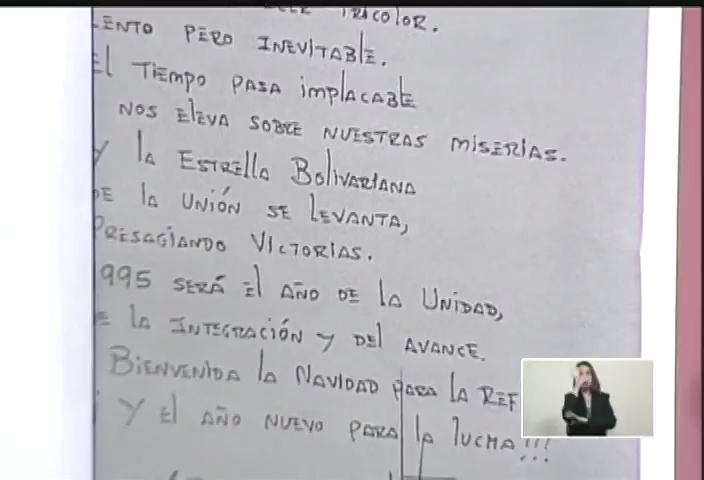 TRICOLOR.
LENTO PERO INEVITABLE.
El TIEMPO PASA implACABLE
NOS ElEVA SOBRE NUESTRAS MISERIAS.
Y la ESTRELLA BOLIVARIANA
DE lA UNIÓN SE LEVANTA,
PRESAGIANDO VICTORIAS.
995 SERÁ El AÑO DE lA UNIDAD,
E lA INTEGRACIÓN Y DEl AVANCE.
BIENVENIDA lA NAVIDAD PARA lA REF
Y El AÑO NUEVO PARA lA lUCHA!!!